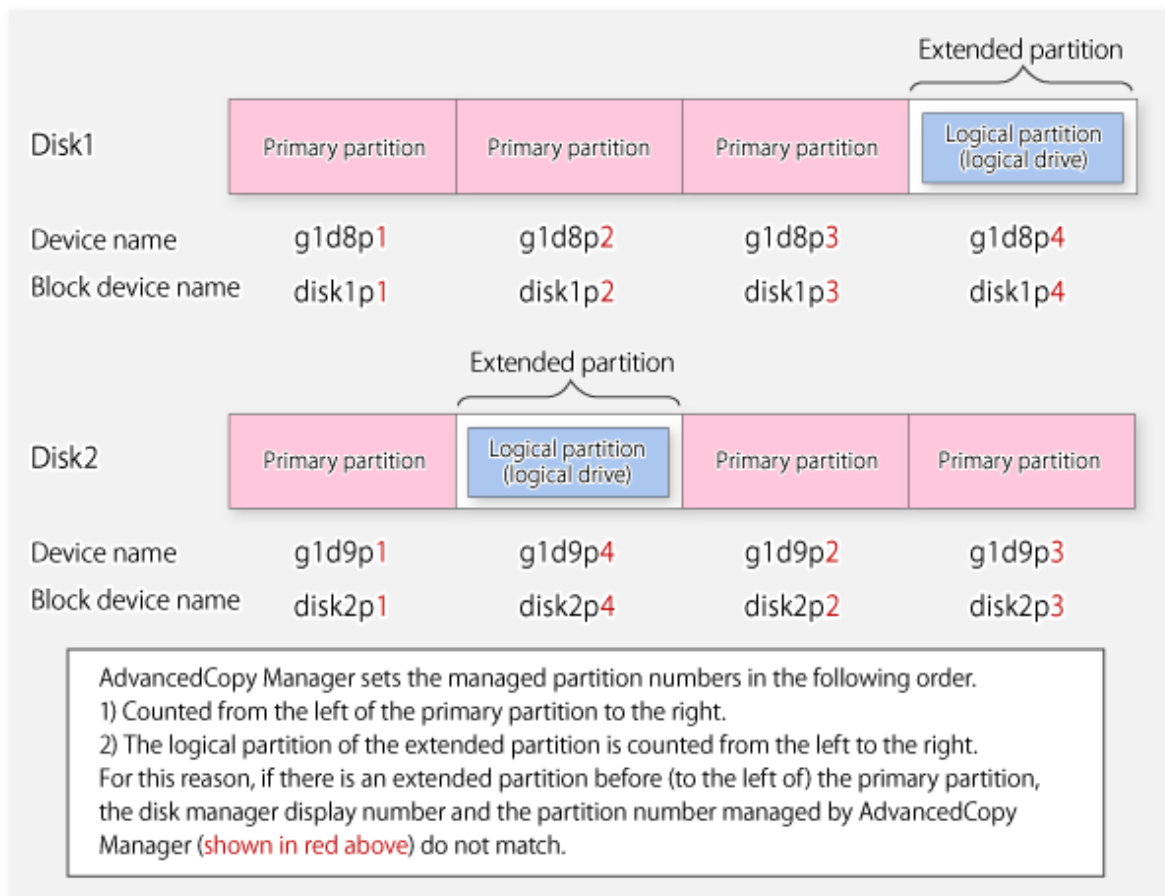 Extended partition
Disk1
Primary partition
Primary partition
Primary partition
Logical partition
(logical drive)
Device name g1d8p1 g1d8p2 g1d8p3 g1d8p4
Block device name disk1p1 disk1p2 disk1p3 disk1p4
Extended partition
Disk2
Primary partition
Logical partition
(logical drive)
Primary partition
Primary partition
Device name g1d9p1 g1d9p4 g1d9p2 g1d9p3
Block device name disk2p1 disk2p4 disk2p2 disk2p3
AdvancedCopy Manager sets the managed partition numbers in the following order.
1) Counted from the left of the primary partition to the right.
2) The logical partition of the extended partition is counted from the left to the right.
For this reason, if there is an extended partition before (to the left of) the primary partition,
the disk manager display number and the partition number managed by AdvancedCopy
Manager (shown in red above) do not match.